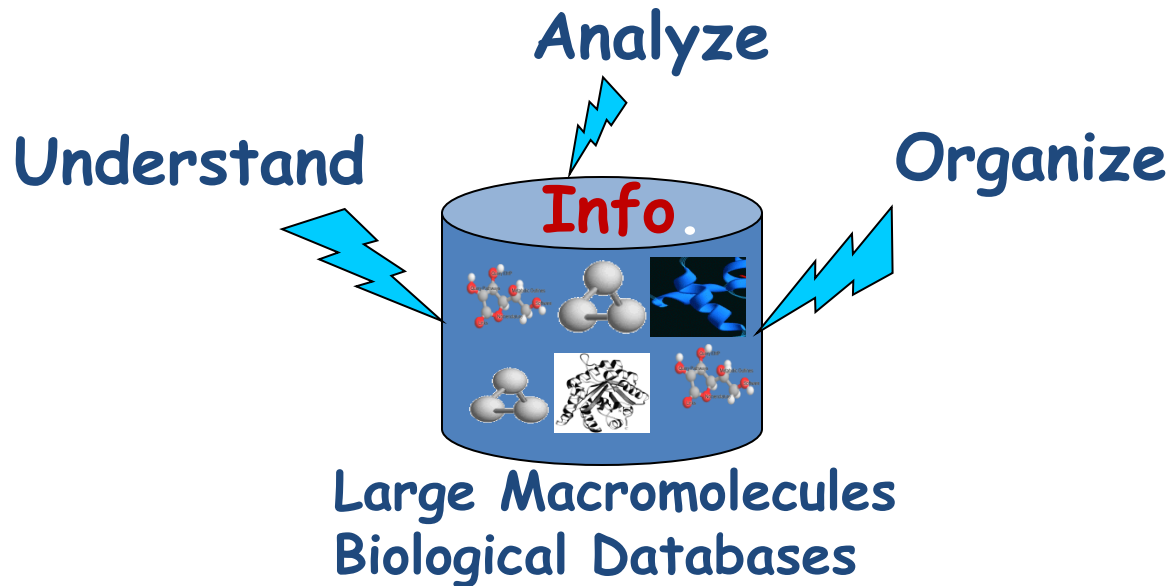 Analyze
Understand
Organize
Info.
Large Macromolecules
Biological Databases